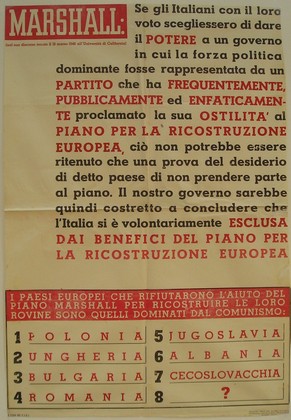 MARSHALL:
Se gli Italiani con il loro
voto scegliessero di dare
il POTERE a un governo
in cui la forza politica
dominante fosse rappresentata da un
PARTITO che ha FREQUENTEMENTE,
PUBBLICAMENTE ed ENFATICAMEN-
TE proclamato la sua OSTILITA' al
PIANO PER LA RICOSTRUZIONE
EUROPEA, ciò non potrebbe essere
ritenuto che una prova del desiderio
di detto paese di non prendere parte
al piano. Il nostro governo sarebbe
quindi costretto a concludere che
l'Italia si è volontariamente ESCLUSA
DAI BENEFICI DEL PIANO PER
LA RICOSTRUZIONE EUROPEA
I PAESI EUROPEI CHE RIFIUTARONO L'AIUTO DEL
PIANO MARSHALL PER RICOSTRUIRE LE LORO
ROVINE SONO QUELLI DOMINATI DAL COMUNISMO:
1 POLONIA
2 UNGHERIA
3 BULGARIA
4 ROMANIA
5 JUGOSLAVIA
6 ALBANIA
7 CECOSLOVACCHIA
8 ?